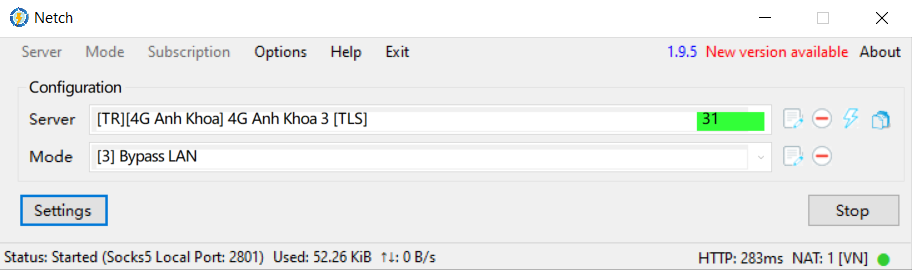 Netch
Server Mode Subscription Options Help Exit 1.9.5 New version available About
Configuration
Server [TR][4G Anh Khoa] 4G Anh Khoa 3 [TLS] 31
Mode [3] Bypass LAN
Settings Stop
Status: Started (Socks5 Local Port: 2801) Used: 52.26 KiB ↑↓: 0 B/s HTTP: 283ms NAT: 1 [VN]